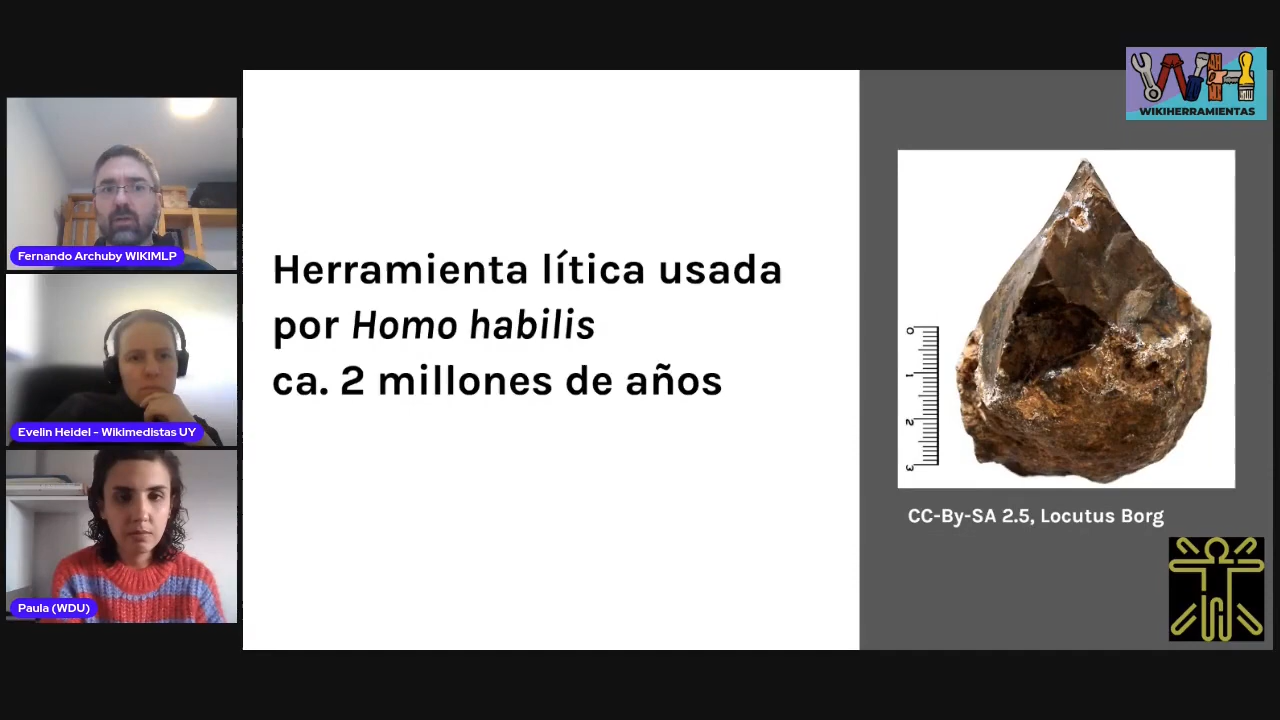 WH
WIKIHERRAMIENTAS
Fernando Archuby WIKIMLP
Evelin Heidel - Wikimedistas UY
Paula (WDU)
Herramienta lítica usada
por Homo habilis
ca. 2 millones de años
0
1
2
3
CC-By-SA 2.5, Locutus Borg